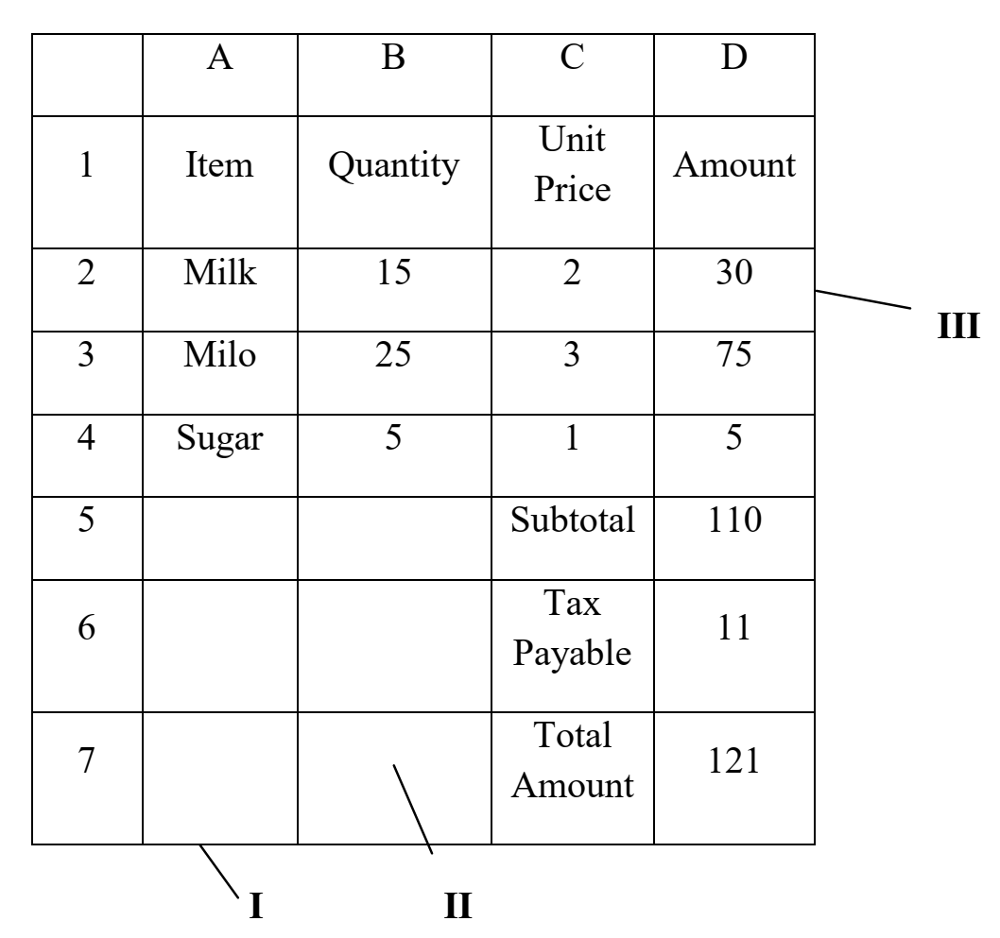 A B C D
1 Item Quantity Unit Price Amount
2 Milk 15 2 30
III
3 Milo 25 3 75
4 Sugar 5 1 5
5 Subtotal 110
6 Tax Payable 11
7 Total Amount 121
I II